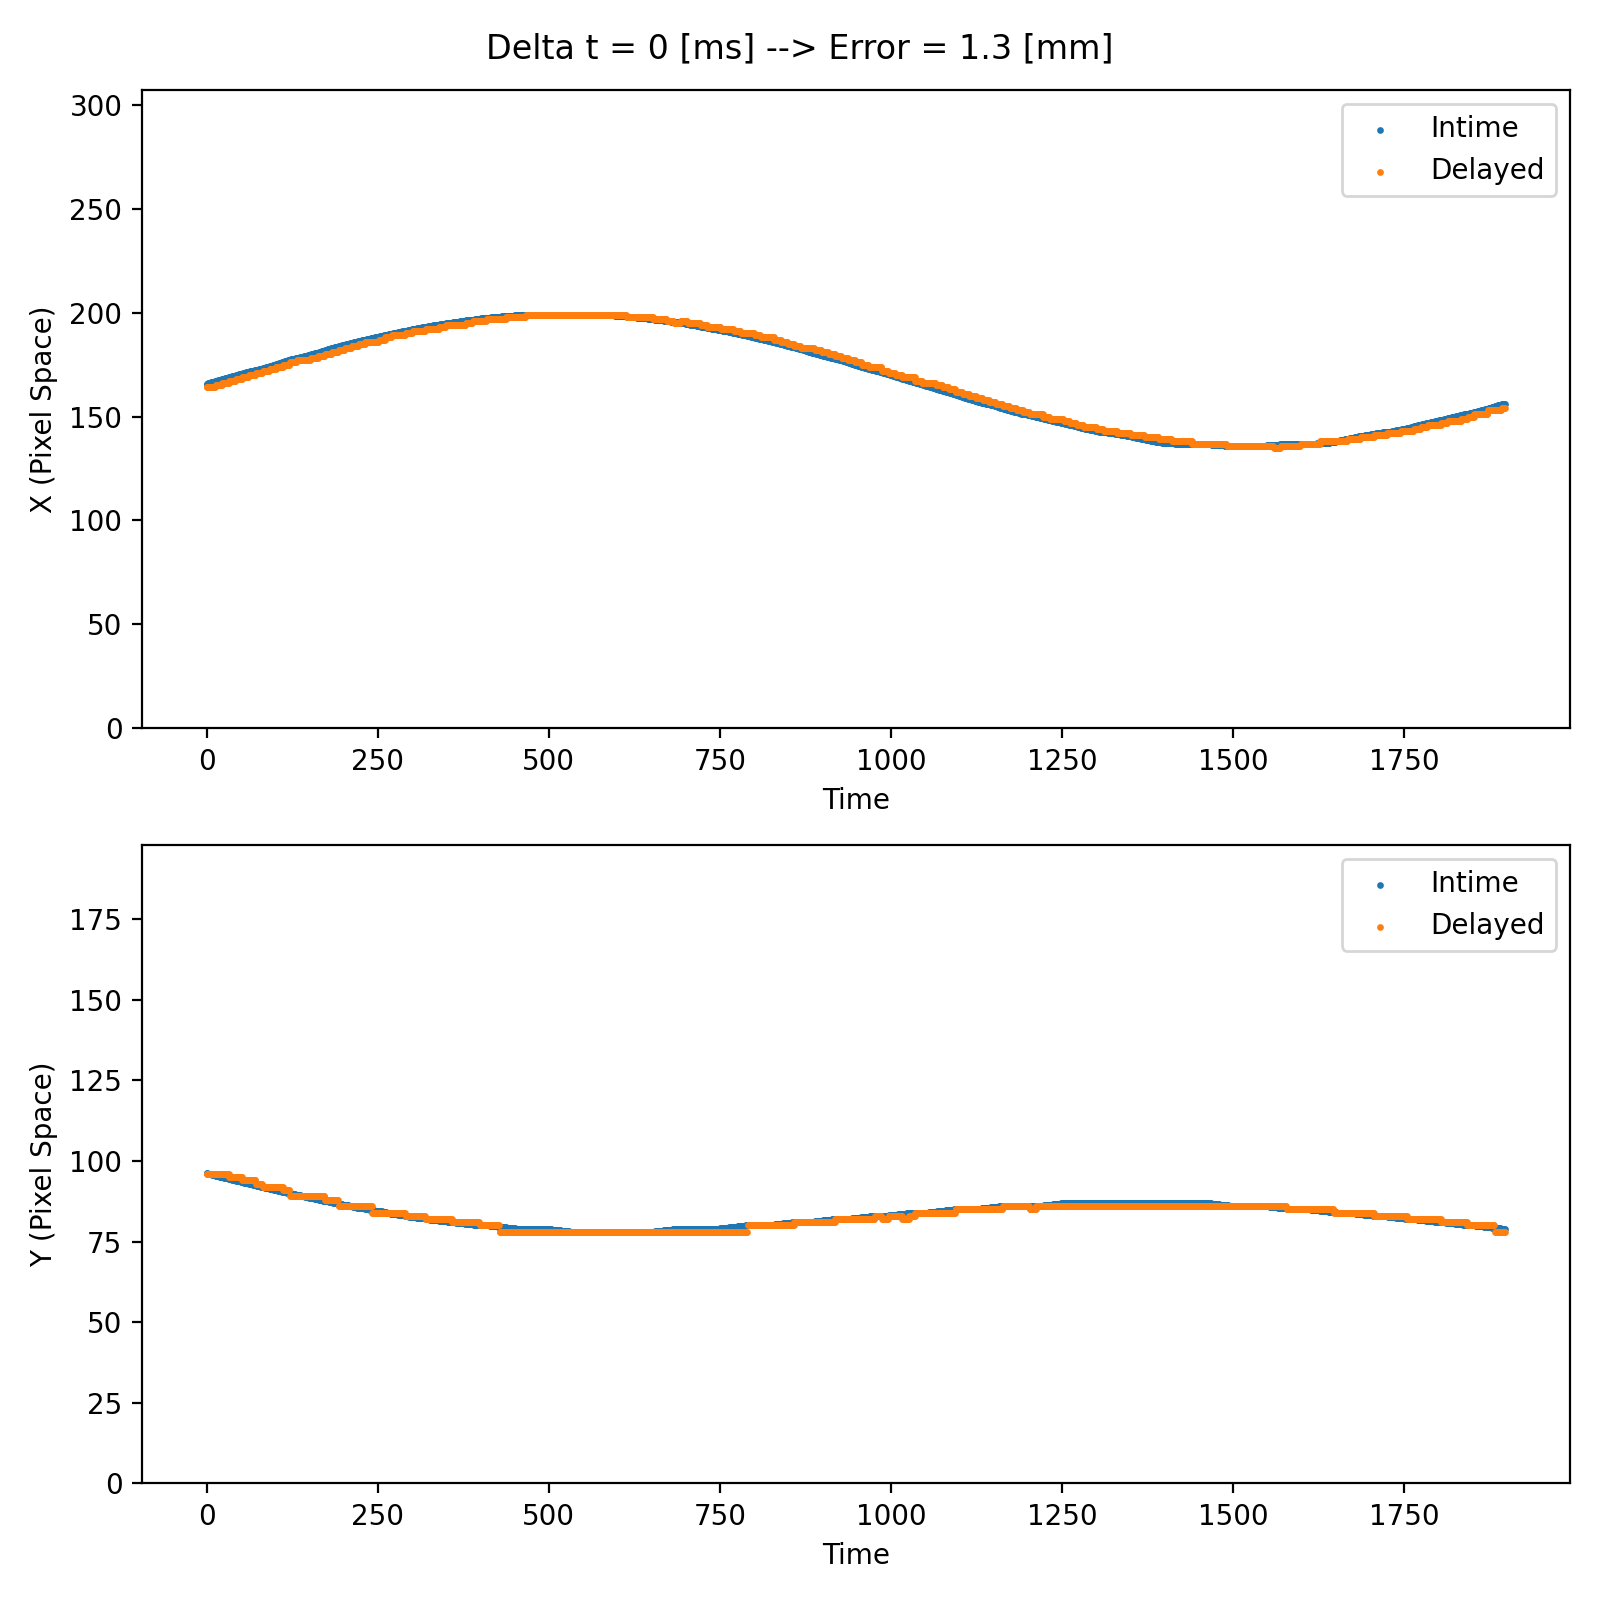 Delta t = 0 [ms] --> Error = 1.3 [mm]
300
250
200
150
100
50
0
X (Pixel Space)
Intime
Delayed
0 250 500 750 1000 1250 1500 1750
Time
175
150
125
100
75
50
25
0
Y (Pixel Space)
Intime
Delayed
0 250 500 750 1000 1250 1500 1750
Time